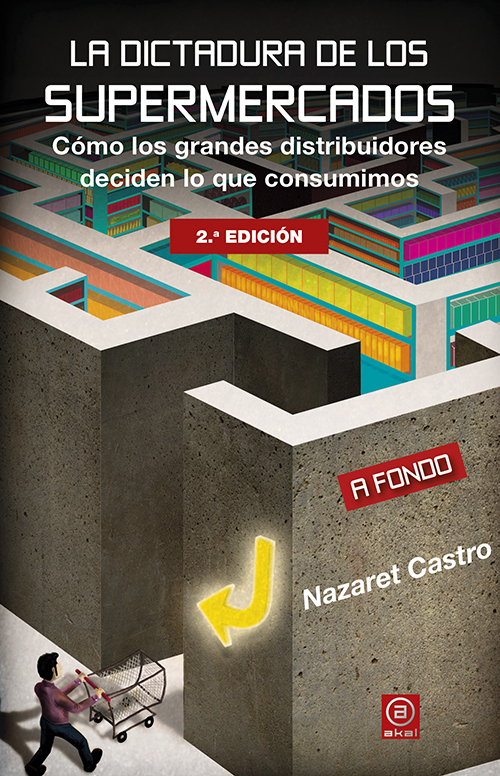 LA DICTADURA DE LOS
SUPERMERCADOS
Cómo los grandes distribuidores
deciden lo que consumimos
2.ª EDICIÓN
A FONDO
Nazaret Castro
a
akal